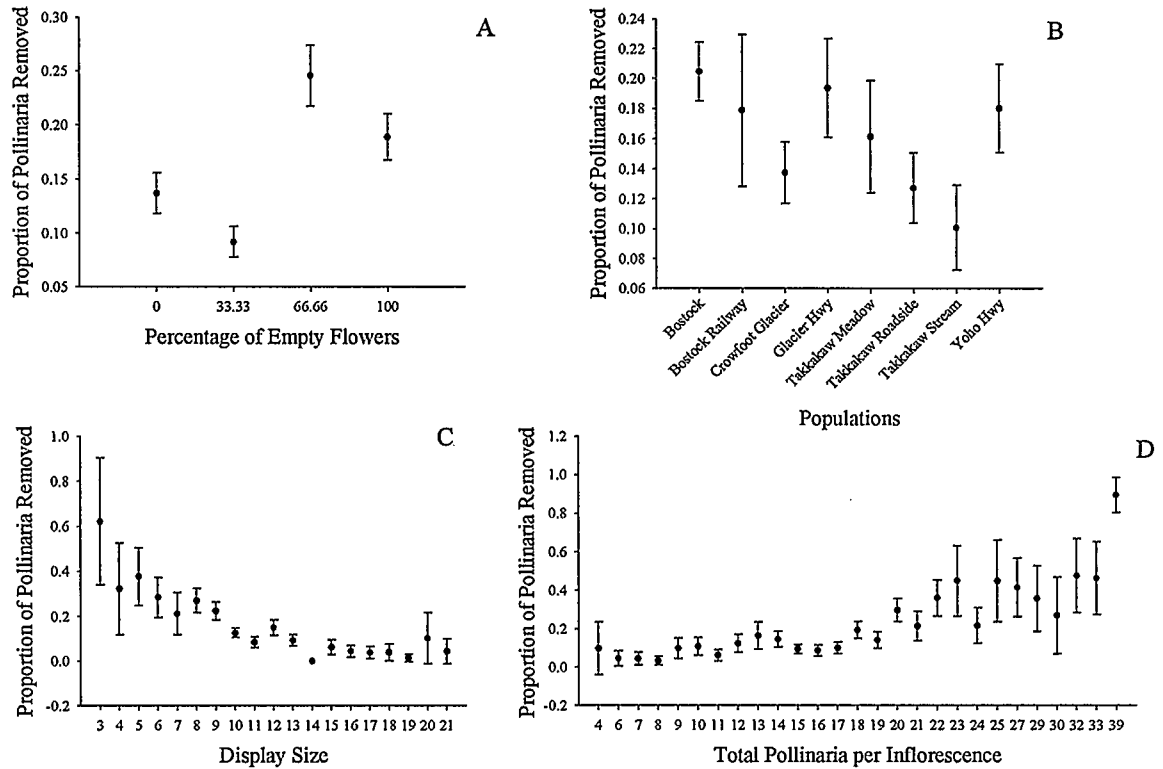 A
Proportion of Pollinaria Removed
0.30
0.25
0.20
0.15
0.10
0.05
0 33.33 66.66 100
Percentage of Empty Flowers
B
Proportion of Pollinaria Removed
0.24
0.22
0.20
0.18
0.16
0.14
0.12
0.10
0.08
0.06
Bostock
Bostock Railway
Crowfoot Glacier
Glacier Hwy
Takkakaw Meadow
Takkakaw Roadside
Takkakaw Stream
Yoho Hwy
Populations
C
Proportion of Pollinaria Removed
1.0
0.8
0.6
0.4
0.2
0.0
-0.2
3 4 5 6 7 8 9 10 11 12 13 14 15 16 17 18 19 20 21
Display Size
D
Proportion of Pollinaria Removed
1.2
1.0
0.8
0.6
0.4
0.2
0.0
-0.2
4 6 7 8 9 10 11 12 13 14 15 16 17 18 19 20 21 22 23 24 25 27 29 30 32 33 39
Total Pollinaria per Inflorescence